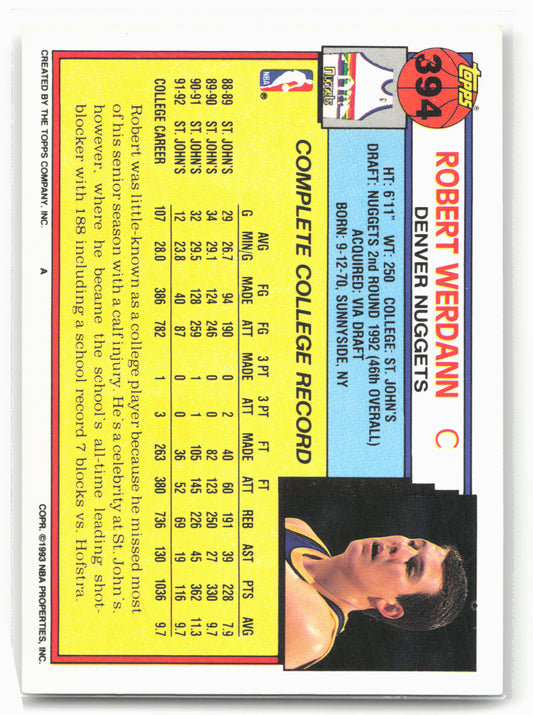 topps
394
ROBERT WERDANN C
DENVER NUGGETS
nuggets
HT: 6'11" WT: 250 COLLEGE: ST. JOHN'S
DRAFT: NUGGETS 2nd ROUND 1992 (46th OVERALL)
ACQUIRED: VIA DRAFT
BORN: 9-12-70, SUNNYSIDE, NY
NBA
COMPLETE COLLEGE RECORD
G AVG MIN/G FG MADE FG ATT 3 PT MADE 3 PT ATT FT MADE FT ATT REB AST PTS AVG
88-89 ST. JOHN'S 29 26.7 94 190 0 2 40 60 191 39 228 7.9
89-90 ST. JOHN'S 34 29.1 124 246 0 0 82 123 250 27 330 9.7
90-91 ST. JOHN'S 32 29.5 128 259 1 1 105 145 226 45 362 11.3
91-92 ST. JOHN'S 12 23.8 40 87 0 0 36 52 69 19 116 9.7
COLLEGE CAREER 107 28.0 386 782 1 3 263 380 736 130 1036 9.7
Robert was little-known as a college player because he missed most
of his senior season with a calf injury. He's a celebrity at St. John's,
however, where he became the school's all-time leading shot-
blocker with 188 including a school record 7 blocks vs. Hofstra.
CREATED BY THE TOPPS COMPANY, INC. A COPR. ©1993 NBA PROPERTIES, INC.